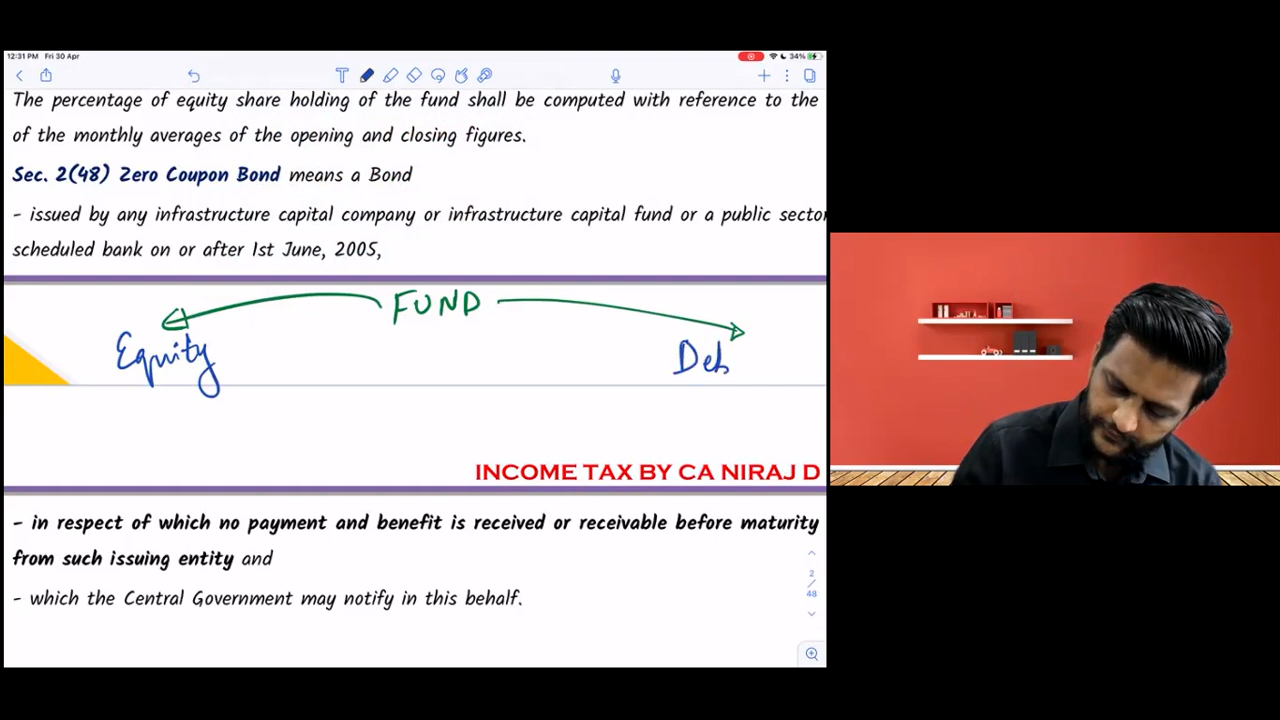 12:31 PM Fri 30 Apr
34%
The percentage of equity share holding of the fund shall be computed with reference to the
of the monthly averages of the opening and closing figures.
Sec. 2(48) Zero Coupon Bond means a Bond
- issued by any infrastructure capital company or infrastructure capital fund or a public sector
scheduled bank on or after 1st June, 2005,
FUND
Equity
Deb
INCOME TAX BY CA NIRAJ D
- in respect of which no payment and benefit is received or receivable before maturity
from such issuing entity and
- which the Central Government may notify in this behalf.
2
/
48